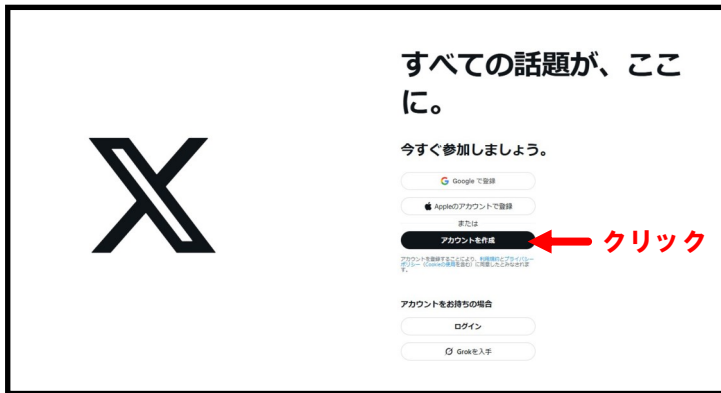 すべての話題が、ここ
に。
今すぐ参加しましょう。
Google で登録
Appleのアカウントで登録
または
アカウントを作成
クリック
アカウントを登録することにより、利用規約とプライバシー
ポリシー（Cookieの使用を含む）に同意したとみなされま
す。
アカウントをお持ちの場合
ログイン
Grokを入手